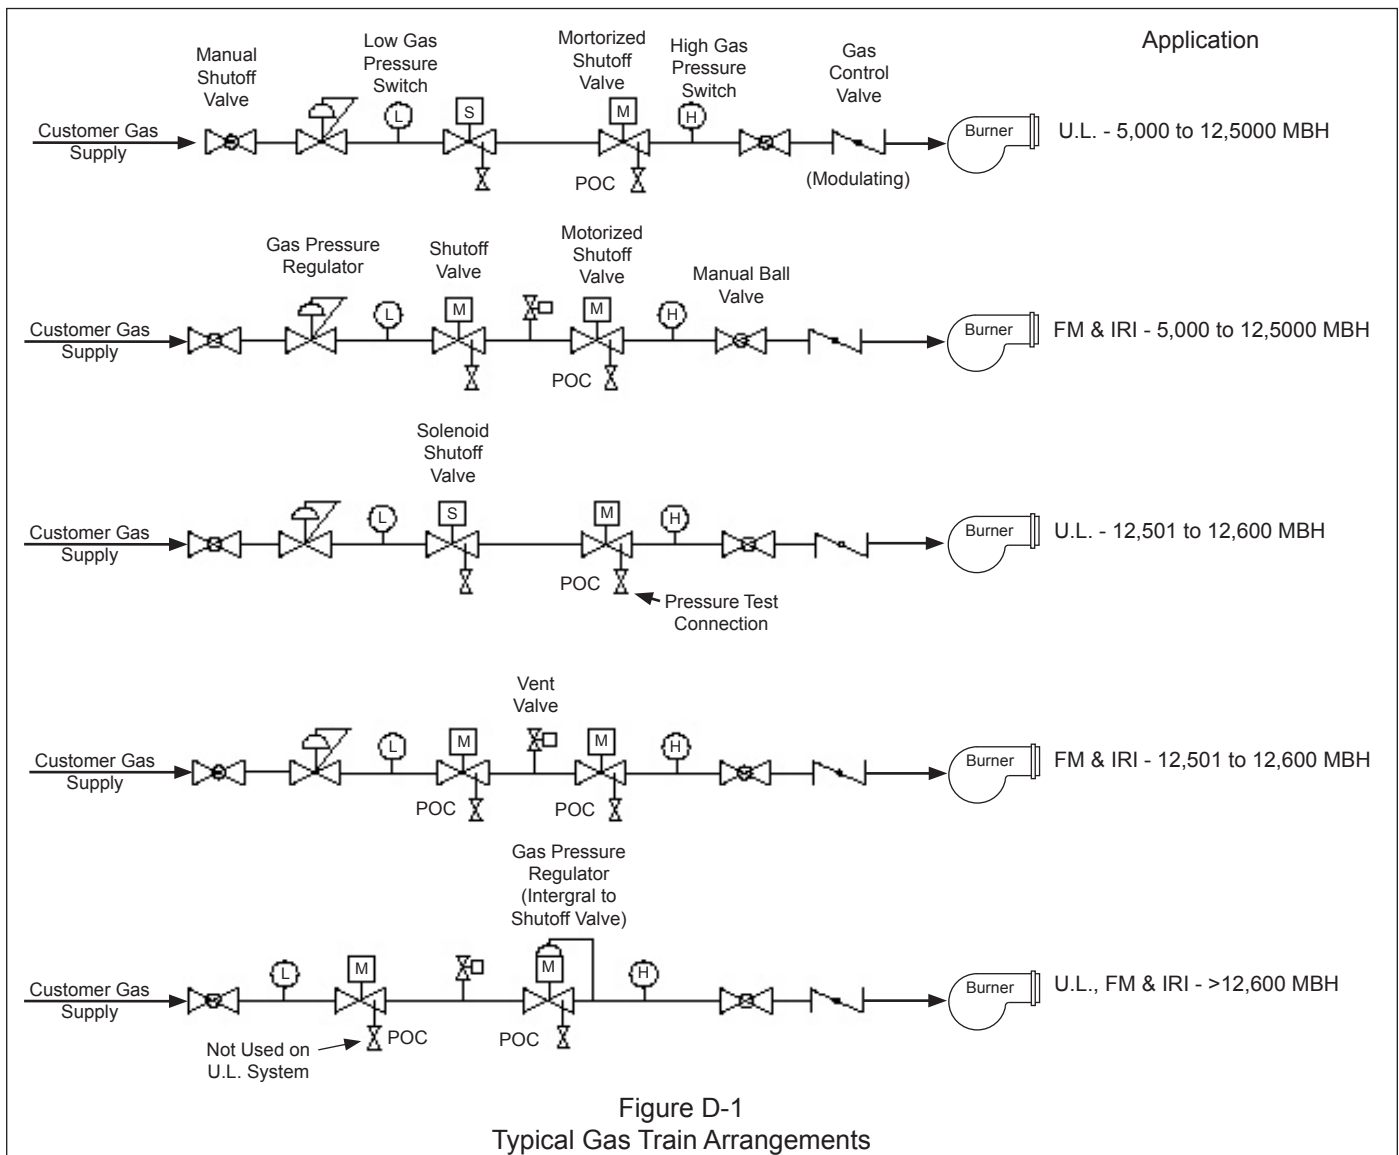 Application
Manual
Shutoff
Valve
Low Gas
Pressure
Switch
Mortorized
Shutoff
Valve
High Gas
Pressure
Switch
Gas
Control
Valve
Customer Gas
Supply
L
S
M
H
POC
(Modulating)
Burner
U.L. - 5,000 to 12,5000 MBH
Gas Pressure
Regulator
Shutoff
Valve
Motorized
Shutoff
Valve
Manual Ball
Valve
Customer Gas
Supply
L
M
M
H
POC
Burner
FM & IRI - 5,000 to 12,5000 MBH
Solenoid
Shutoff
Valve
Customer Gas
Supply
L
S
M
H
POC
Pressure Test
Connection
Burner
U.L. - 12,501 to 12,600 MBH
Vent
Valve
Customer Gas
Supply
L
M
M
H
POC
POC
Burner
FM & IRI - 12,501 to 12,600 MBH
Gas Pressure
Regulator
(Intergral to
Shutoff Valve)
Customer Gas
Supply
L
M
M
H
POC
POC
Not Used on
U.L. System
Burner
U.L., FM & IRI - >12,600 MBH
Figure D-1
Typical Gas Train Arrangements